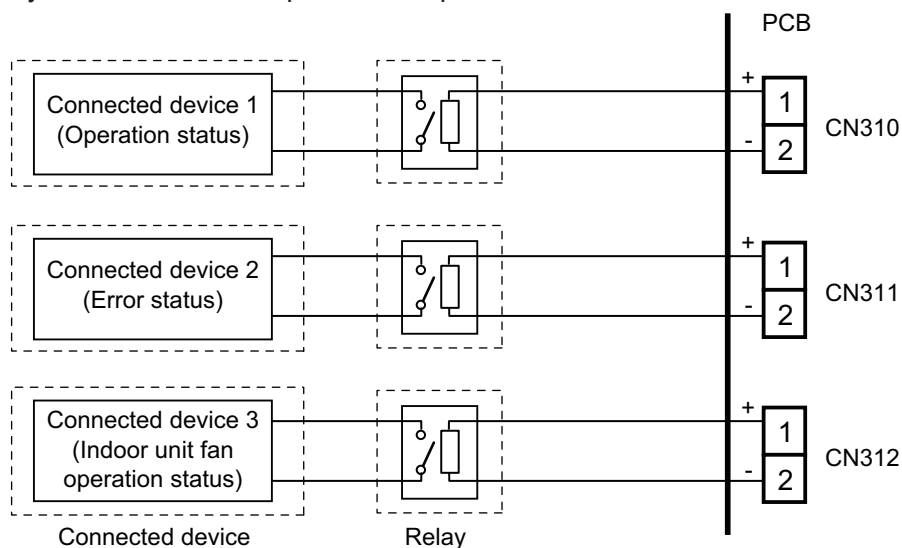 PCB
Connected device 1
(Operation status)
+
1
-
2
CN310
Connected device 2
(Error status)
+
1
-
2
CN311
Connected device 3
(Indoor unit fan
operation status)
+
1
-
2
CN312
Connected device
Relay